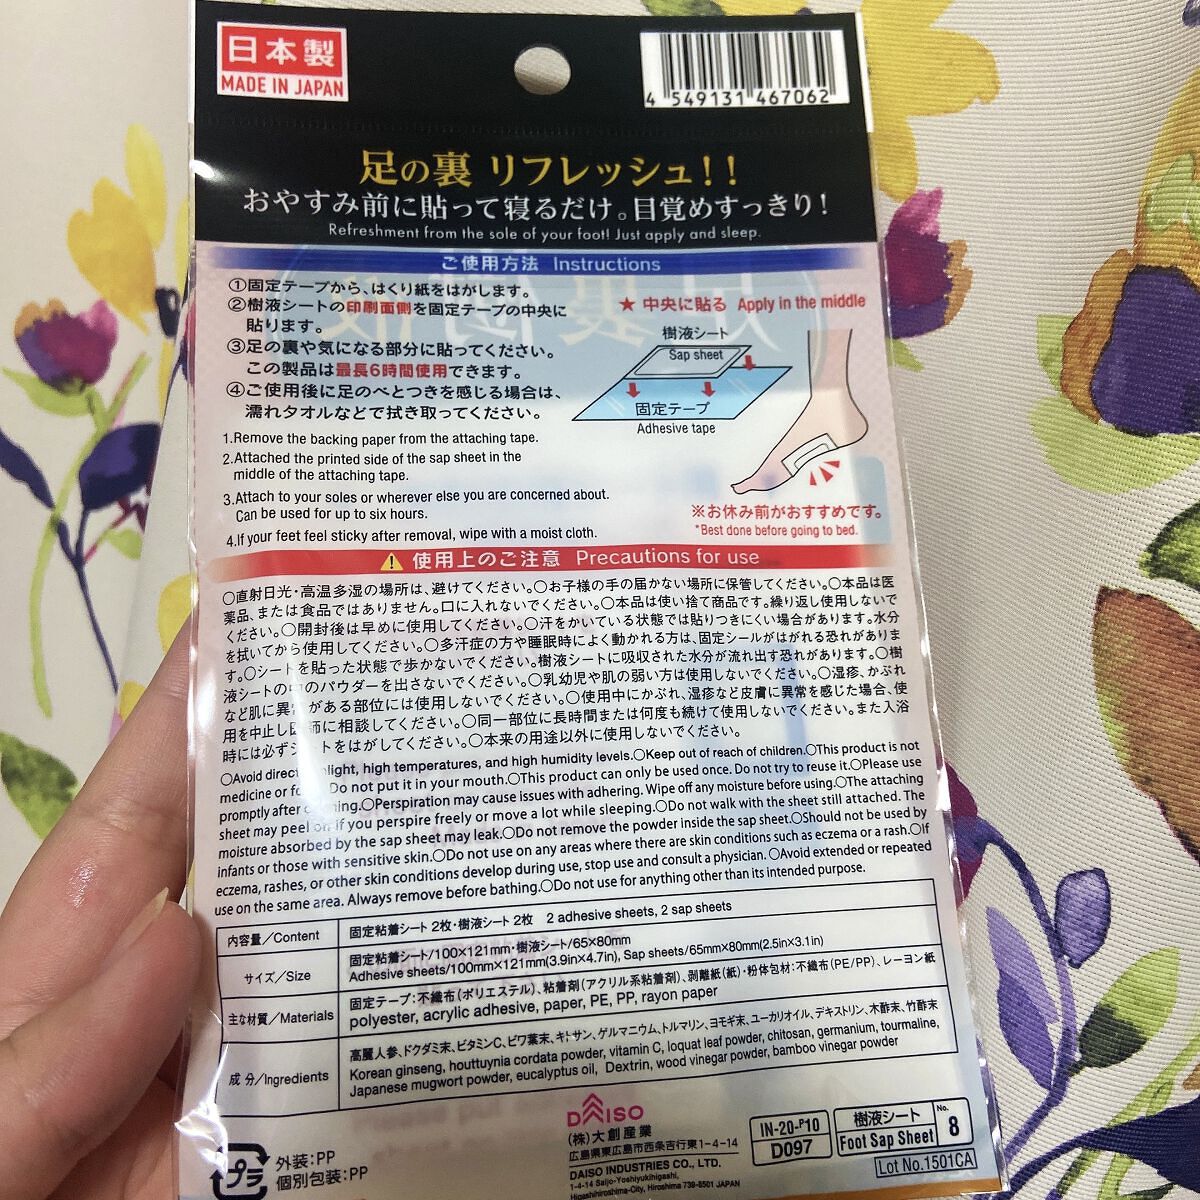 日本製
MADE IN JAPAN
4 549131 467062
足の裏 リフレッシュ!!
おやすみ前に貼って寝るだけ。目覚めすっきり!
Refreshment from the sole of your foot! Just apply and sleep.
ご使用方法 Instructions
①固定テープから、はくり紙をはがします。
②樹液シートの印刷面側を固定テープの中央に
貼ります。
③足の裏や気になる部分に貼ってください。
この製品は最長6時間使用できます。
④ご使用後に足のべとつきを感じる場合は、
濡れタオルなどで拭き取ってください。
1.Remove the backing paper from the attaching tape.
2.Attached the printed side of the sap sheet in the
middle of the attaching tape.
3.Attach to your soles or wherever else you are concerned about.
Can be used for up to six hours.
4.If your feet feel sticky after removal, wipe with a moist cloth.
★ 中央に貼る Apply in the middle
樹液シート
Sap sheet
固定テープ
Adhesive tape
※お休み前がおすすめです。
*Best done before going to bed.
使用上のご注意 Precautions for use
○直射日光・高温多湿の場所は、避けてください。○お子様の手の届かない場所に保管してください。○本品は医
薬品、または食品ではありません。口に入れないでください。○本品は使い捨て商品です。繰り返し使用しないで
ください。○開封後は早めに使用してください。○汗をかいている状態では貼りつきにくい場合があります。水分
を拭いてから使用してください。○多汗症の方や睡眠時によく動かれる方は、固定シールがはがれる恐れがありま
す。○シートを貼った状態で歩かないでください。樹液シートに吸収された水分が流れ出す恐れがあります。○樹
液シートの中のパウダーを出さないでください。○乳幼児や肌の弱い方は使用しないでください。○湿疹、かぶれ
など肌に異常がある部位には使用しないでください。○使用中にかぶれ、湿疹など皮膚に異常を感じた場合、使
用を中止し医師に相談してください。○同一部位に長時間または何度も続けて使用しないでください。また入浴
時には必ずシートをはがしてください。○本来の用途以外に使用しないでください。
○Avoid direct sunlight, high temperatures, and high humidity levels.○Keep out of reach of children.○This product is not
medicine or food. Do not put it in your mouth.○This product can only be used once. Do not try to reuse it.○Please use
promptly after opening.○Perspiration may cause issues with adhering. Wipe off any moisture before using.○The attaching
sheet may peel off if you perspire freely or move a lot while sleeping.○Do not walk with the sheet still attached. The
moisture absorbed by the sap sheet may leak.○Do not remove the powder inside the sap sheet.○Should not be used by
infants or those with sensitive skin.○Do not use on any areas where there are skin conditions such as eczema or a rash.○If
eczema, rashes, or other skin conditions develop during use, stop use and consult a physician. ○Avoid extended or repeated
use on the same area. Always remove before bathing.○Do not use for anything other than its intended purpose.
内容量/Content 固定粘着シート 2枚・樹液シート 2枚 2 adhesive sheets, 2 sap sheets
サイズ/Size 固定粘着シート/100×121mm・樹液シート/65×80mm
Adhesive sheets/100mm×121mm(3.9in×4.7in), Sap sheets/65mm×80mm(2.5in×3.1in)
主な材質/Materials 固定テープ:不織布(ポリエステル)、粘着剤(アクリル系粘着剤)、剥離紙(紙)・粉体包材:不織布(PE/PP)、レーヨン紙
polyester, acrylic adhesive, paper, PE, PP, rayon paper
成 分/Ingredients 高麗人参、ドクダミ末、ビタミンC、ビワ葉末、キトサン、ゲルマニウム、トルマリン、ヨモギ末、ユーカリオイル、デキストリン、木酢末、竹酢末
Korean ginseng, houttuynia cordata powder, vitamin C, loquat leaf powder, chitosan, germanium, tourmaline,
Japanese mugwort powder, eucalyptus oil, Dextrin, wood vinegar powder, bamboo vinegar powder
プラ
外装:PP
個別包装:PP
DAISO
(株)大創産業
広島県東広島市西条吉行東1-4-14
DAISO INDUSTRIES CO., LTD.
1-4-14 Saijo-Yoshiyukihigashi,
Higashihiroshima-City, Hiroshima 739-8501 JAPAN
IN-20-P10
D097
樹液シート
Foot Sap Sheet
No.
8
Lot No.1501CA